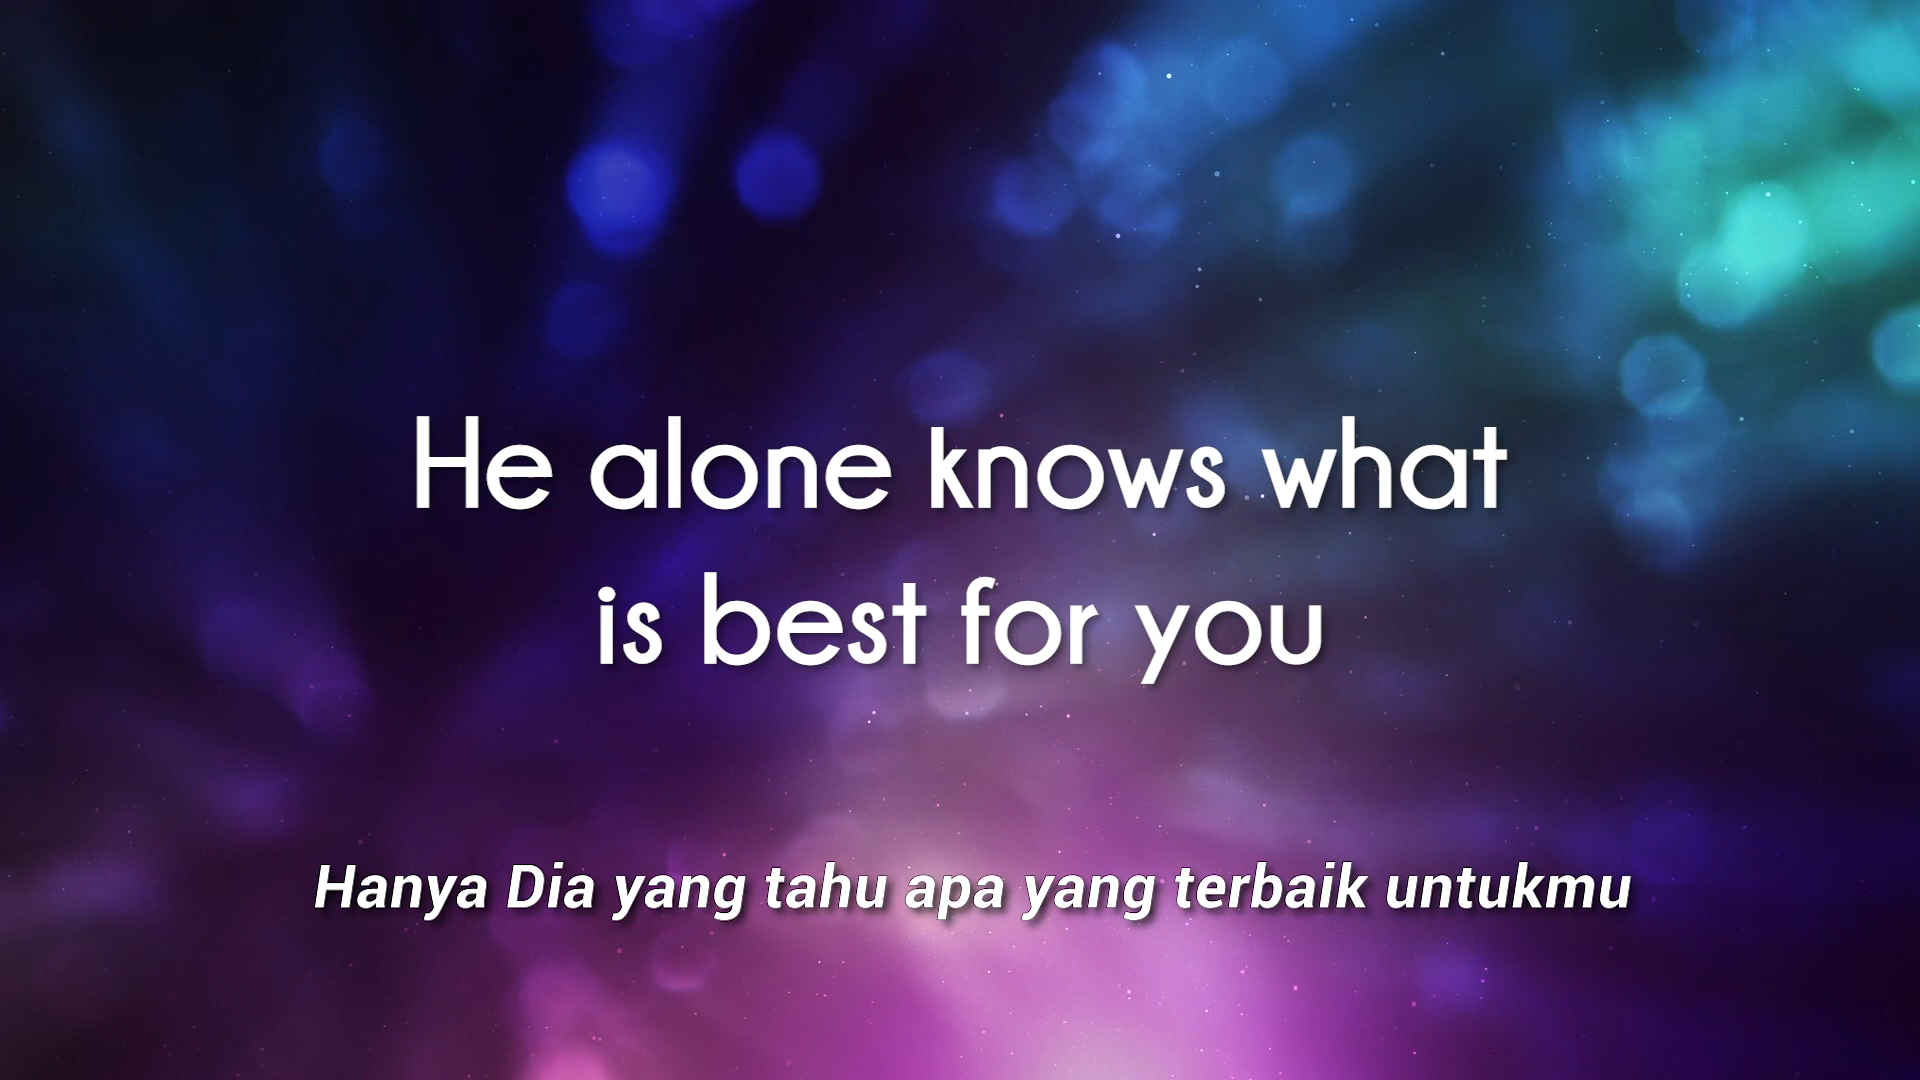 He alone knows what
is best for you
Hanya Dia yang tahu apa yang terbaik untukmu